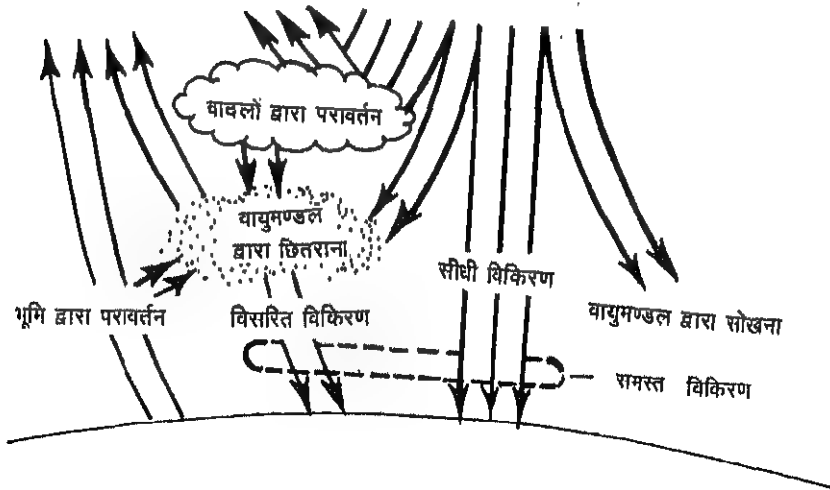 बादलों द्वारा परावर्तन
वायुमण्डल
द्वारा छितराना
सीधी विकिरण
भूमि द्वारा परावर्तन
विसरित विकिरण
वायुमण्डल द्वारा सोखना
समस्त विकिरण